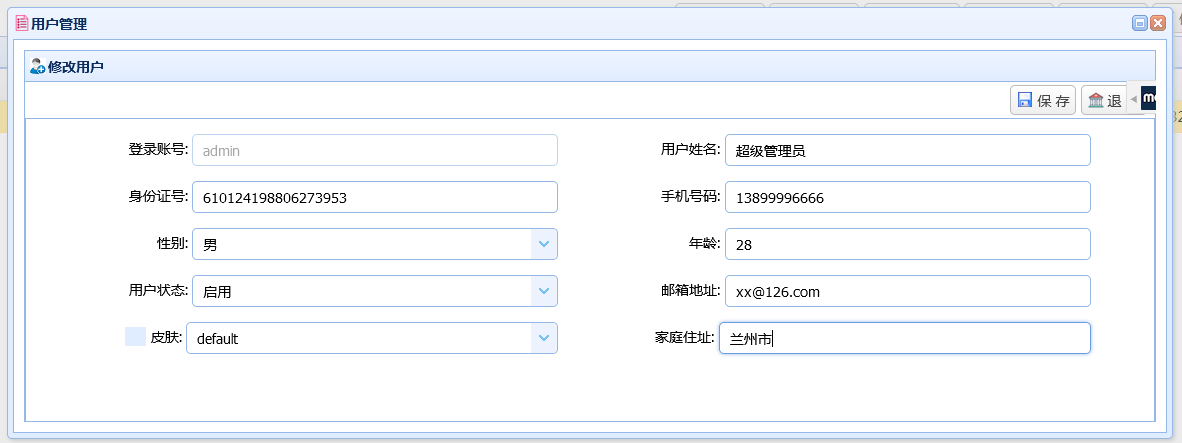 用户管理
修改用户
保 存 退
登录账号: admin 用户姓名: 超级管理员
身份证号: 610124198806273953 手机号码: 13899996666
性别: 男 年龄: 28
用户状态: 启用 邮箱地址: xx@126.com
皮肤: default 家庭住址: 兰州市